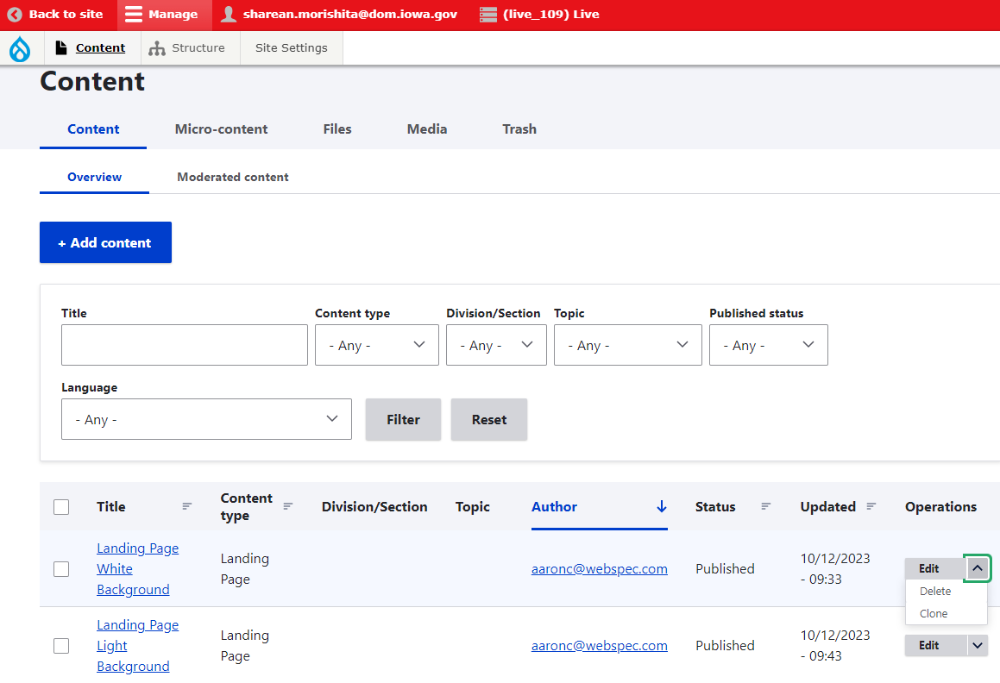 Back to site
Manage
sharean.morishita@dom.iowa.gov
(live_109) Live
Content
Structure
Site Settings
Content
Content
Micro-content
Files
Media
Trash
Overview
Moderated content
+ Add content
Title
Content type
Division/Section
Topic
Published status
- Any -
- Any -
- Any -
- Any -
Language
- Any -
Filter
Reset
Title
Content
type
Division/Section
Topic
Author
Status
Updated
Operations
Landing Page
White
Background
Landing
Page
aaronc@webspec.com
Published
10/12/2023
- 09:33
Edit
Delete
Clone
Landing Page
Light
Background
Landing
Page
aaronc@webspec.com
Published
10/12/2023
- 09:43
Edit